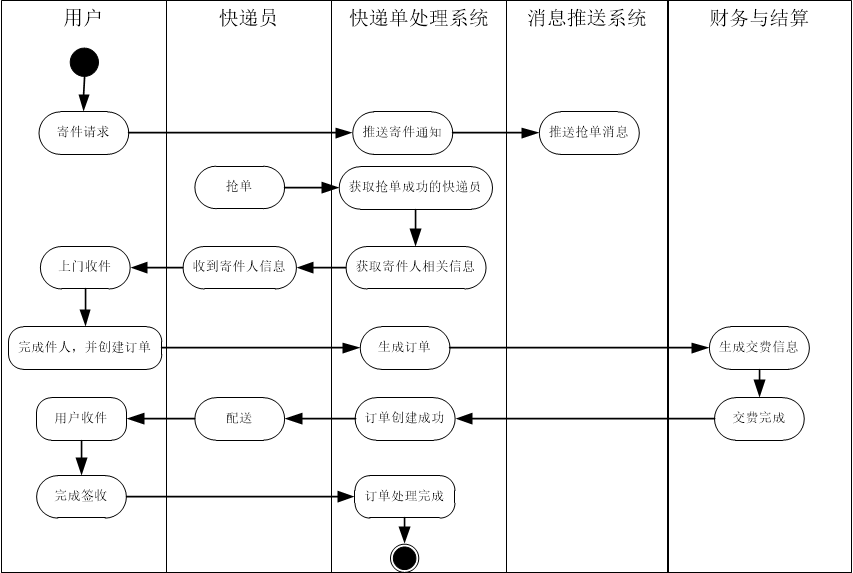 用户
快递员
快递单处理系统
消息推送系统
财务与结算
寄件请求
推送寄件通知
推送抢单消息
抢单
获取抢单成功的快递员
上门收件
收到寄件人信息
获取寄件人相关信息
完成件人，并创建订单
生成订单
生成交费信息
用户收件
配送
订单创建成功
交费完成
完成签收
订单处理完成